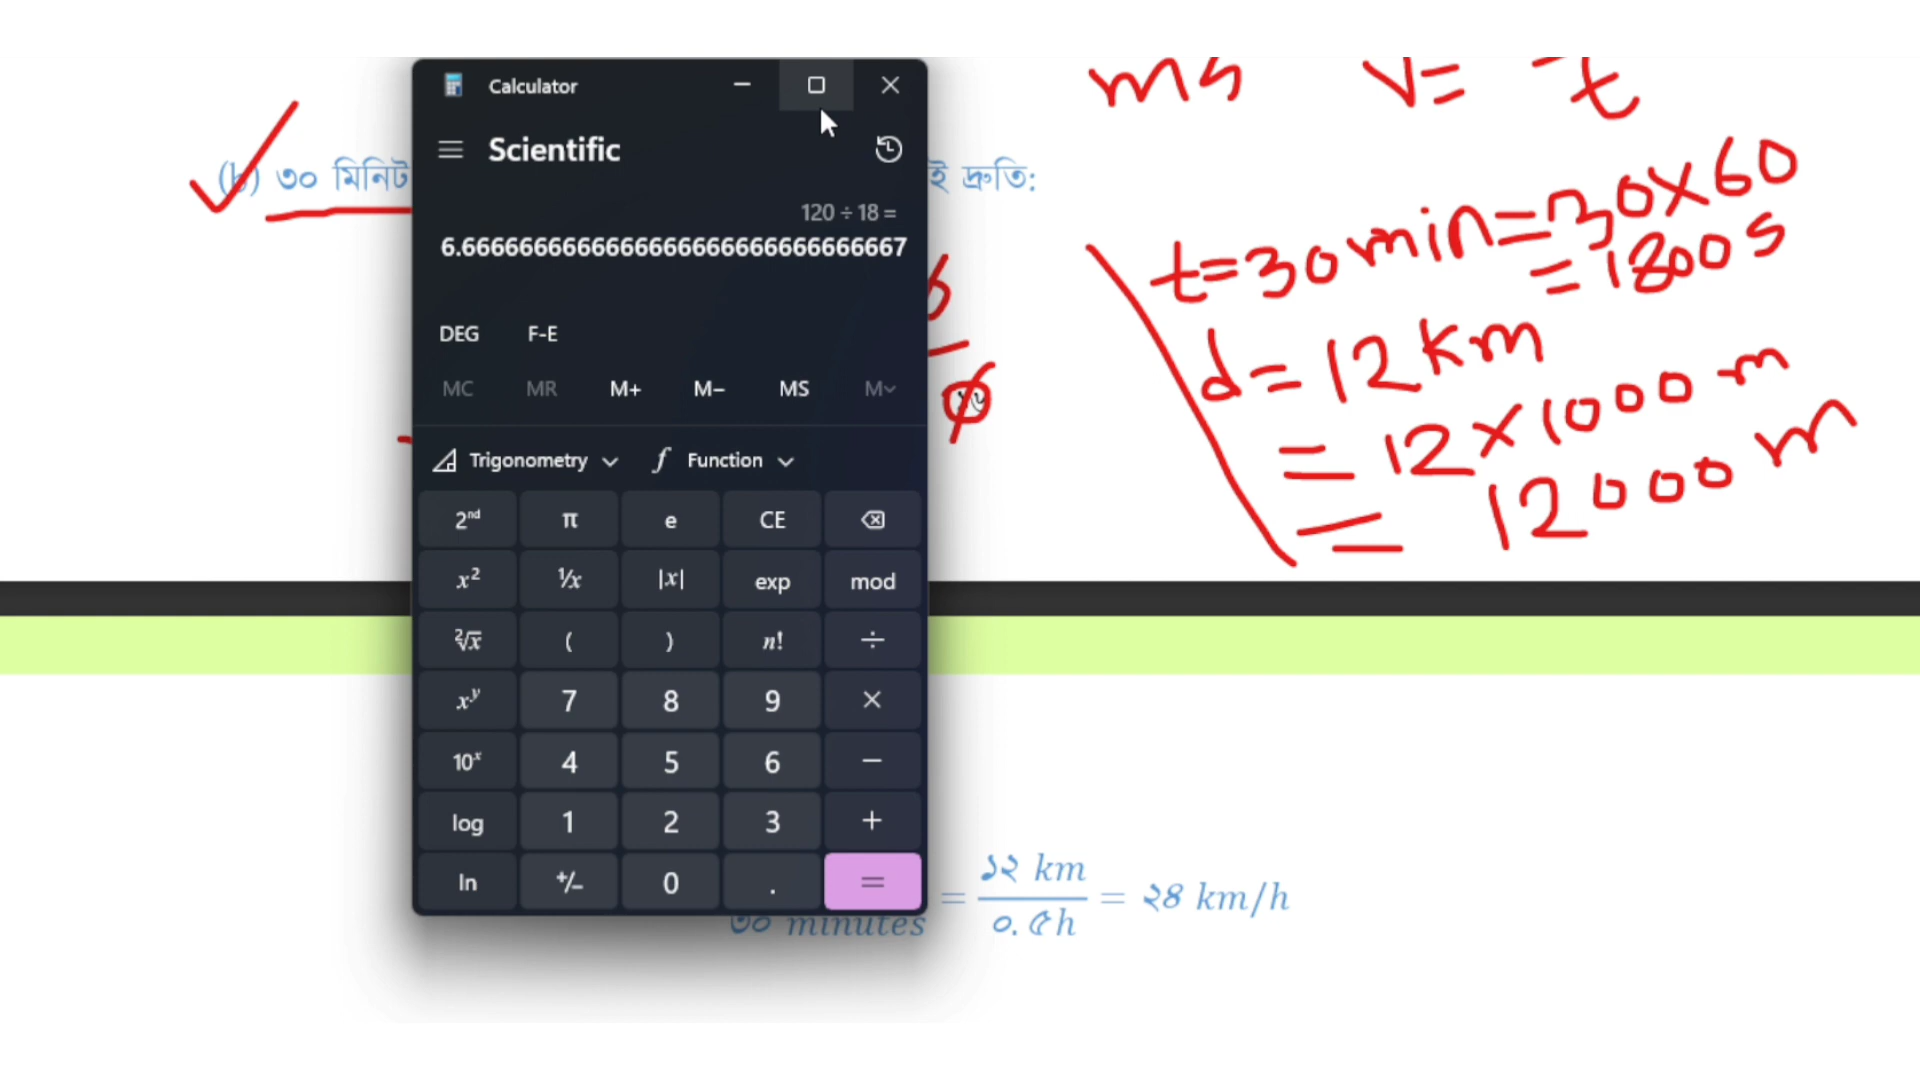 Calculator
Scientific
120 ÷ 18 =
6.6666666666666666666666666666667
DEG F-E
MC MR M+ M− MS M
Trigonometry f Function
2nd π e CE
x² ¹/x |x| exp mod
²√x ( ) n! ÷
xʸ 7 8 9 ×
10ˣ 4 5 6 −
log 1 2 3 +
ln +/− 0 . =
ms v= t
(b) ৩০ মিনিট ই দ্রুতি:
t=30min=30×60
=1800s
d=12km
=12×1000m
= 12000m
= ১২ km / ০.৫h = ২৪ km/h
৩০ minutes